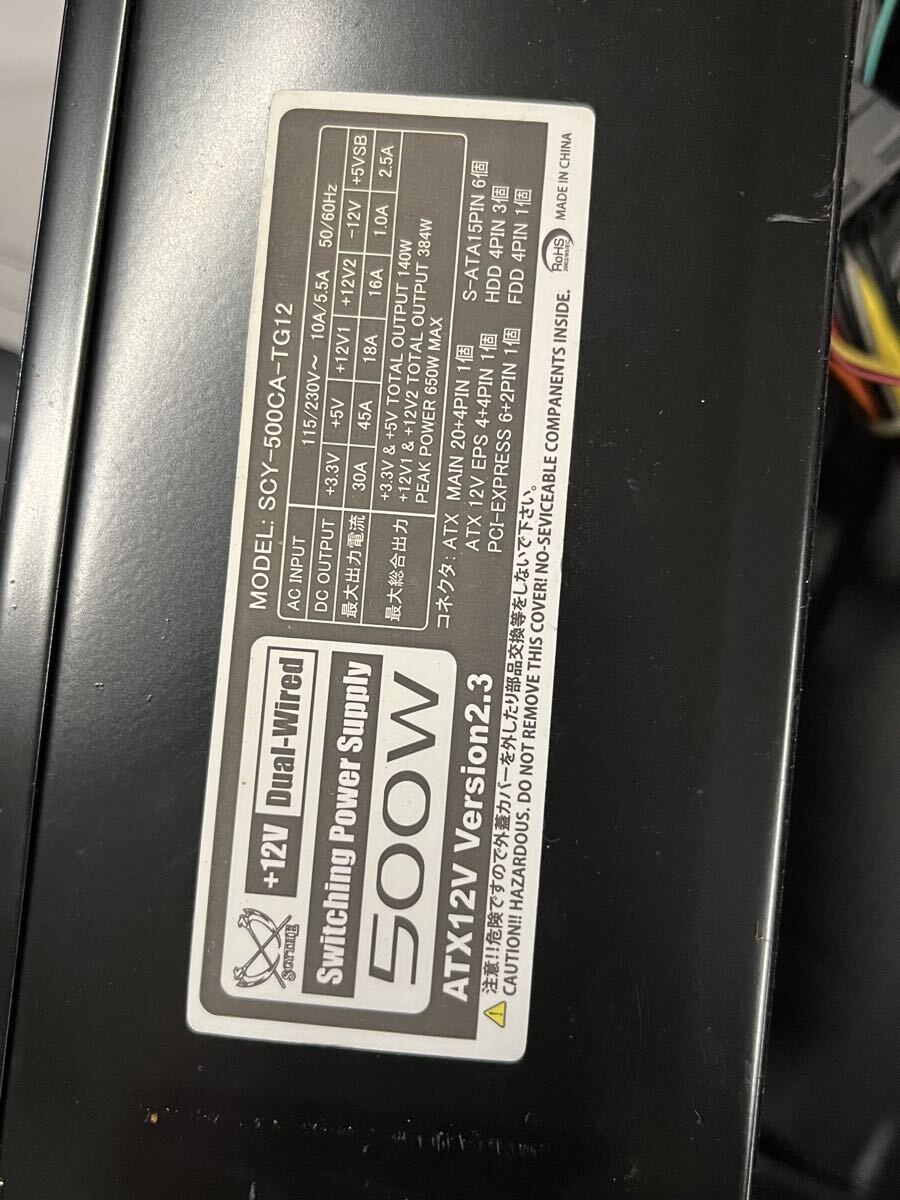 SCYTHE
+12V Dual-Wired
Switching Power Supply
500W
ATX12V Version2.3
MODEL: SCY-500CA-TG12
AC INPUT 115/230V～ 10A/5.5A 50/60Hz
DC OUTPUT +3.3V +5V +12V1 +12V2 -12V +5VSB
最大出力電流 30A 45A 18A 16A 1.0A 2.5A
最大総合出力 +3.3V & +5V TOTAL OUTPUT 140W
+12V1 & +12V2 TOTAL OUTPUT 384W
PEAK POWER 650W MAX
コネクタ: ATX MAIN 20+4PIN 1個 S-ATA15PIN 6個
ATX 12V EPS 4+4PIN 1個 HDD 4PIN 3個
PCI-EXPRESS 6+2PIN 1個 FDD 4PIN 1個
注意!!危険ですので外蓋カバーを外したり部品交換等をしないで下さい。
CAUTION!! HAZARDOUS. DO NOT REMOVE THIS COVER! NO-SEVICEABLE COMPANENTS INSIDE.
RoHS
2002/95/EC
MADE IN CHINA